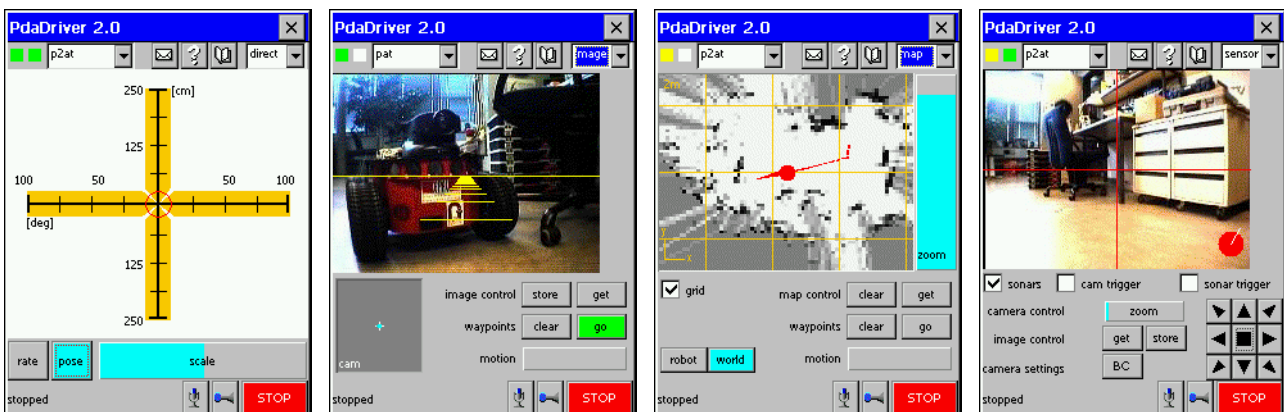 PdaDriver 2.0
p2at
direct
250
[cm]
125
100
50
50
100
[deg]
125
250
rate
pose
scale
stopped
STOP
PdaDriver 2.0
pat
image
image control
store
get
waypoints
clear
go
cam
motion
stopped
STOP
PdaDriver 2.0
p2at
map
2m
y
x
zoom
grid
map control
clear
get
waypoints
clear
go
robot
world
motion
stopped
STOP
PdaDriver 2.0
p2at
sensor
sonars
cam trigger
sonar trigger
camera control
zoom
image control
get
store
camera settings
BC
stopped
STOP